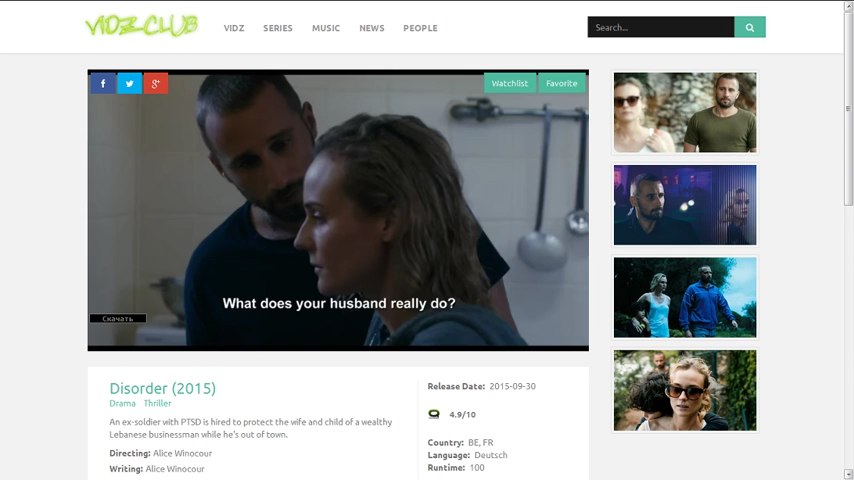 VIDZ.CLUB
VIDZ SERIES MUSIC NEWS PEOPLE
Search...
Watchlist Favorite
What does your husband really do?
Скачать
Disorder (2015)
Drama Thriller
An ex-soldier with PTSD is hired to protect the wife and child of a wealthy
Lebanese businessman while he's out of town.
Directing: Alice Winocour
Writing: Alice Winocour
Release Date: 2015-09-30
4.9/10
Country: BE, FR
Language: Deutsch
Runtime: 100